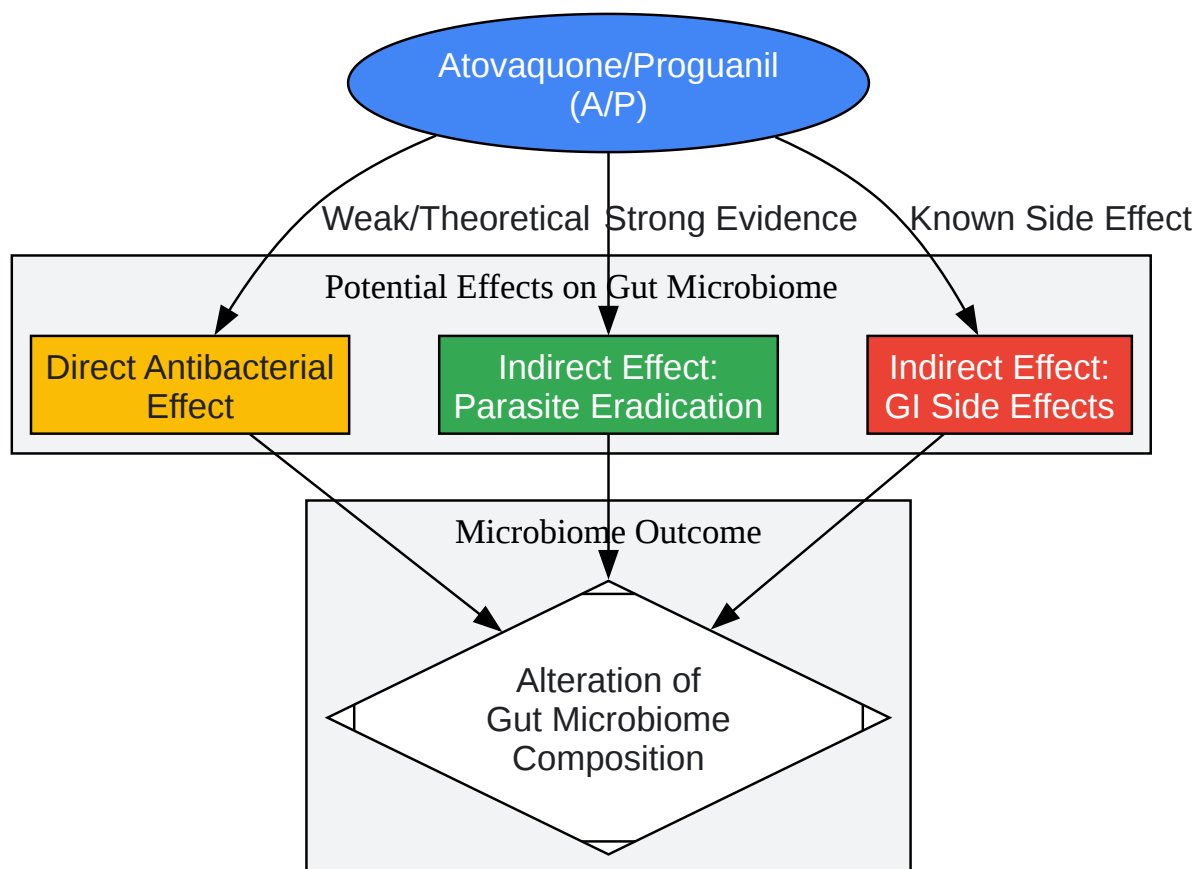 Atovaquone/Proguanil
(A/P)
Weak/Theoretical
Strong Evidence
Known Side Effect
Potential Effects on Gut Microbiome
Direct Antibacterial
Effect
Indirect Effect:
Parasite Eradication
Indirect Effect:
GI Side Effects
Microbiome Outcome
Alteration of
Gut Microbiome
Composition